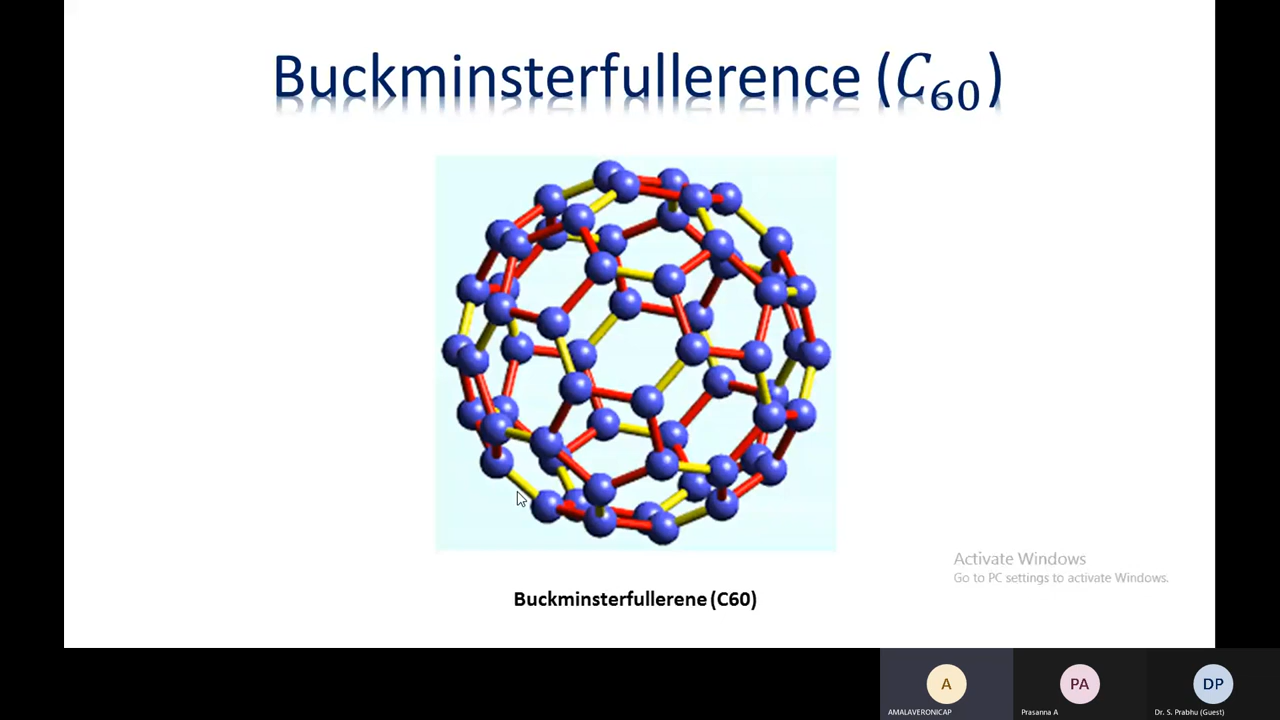 Buckminsterfullerence (C₆₀)
Buckminsterfullerene (C60)
Activate Windows
Go to PC settings to activate Windows.
A
PA
DP
AMALAVERONICAP
Prasanna A
Dr. S. Prabhu (Guest)